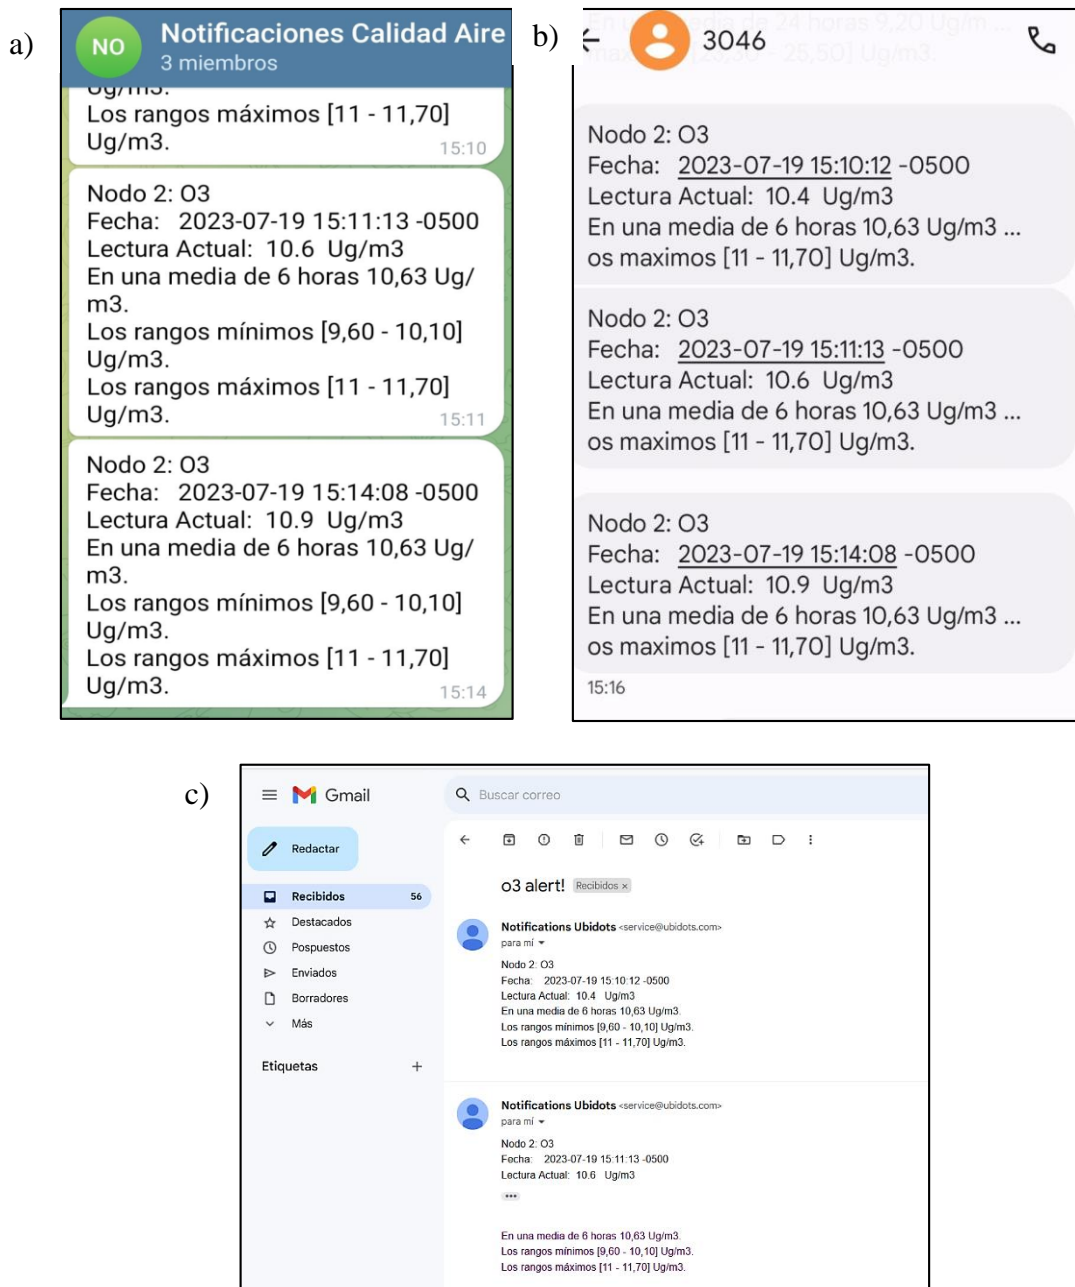 a)
NO
Notificaciones Calidad Aire
3 miembros
Ug/m3.
Los rangos máximos [11 - 11,70]
Ug/m3.
15:10
Nodo 2: O3
Fecha: 2023-07-19 15:11:13 -0500
Lectura Actual: 10.6 Ug/m3
En una media de 6 horas 10,63 Ug/
m3.
Los rangos mínimos [9,60 - 10,10]
Ug/m3.
Los rangos máximos [11 - 11,70]
Ug/m3.
15:11
Nodo 2: O3
Fecha: 2023-07-19 15:14:08 -0500
Lectura Actual: 10.9 Ug/m3
En una media de 6 horas 10,63 Ug/
m3.
Los rangos mínimos [9,60 - 10,10]
Ug/m3.
Los rangos máximos [11 - 11,70]
Ug/m3.
15:14
b)
media de 24 horas 9,20 Ug/m...
3046
25,50] Ug/m3.
Nodo 2: O3
Fecha: 2023-07-19 15:10:12 -0500
Lectura Actual: 10.4 Ug/m3
En una media de 6 horas 10,63 Ug/m3 ...
os maximos [11 - 11,70] Ug/m3.
Nodo 2: O3
Fecha: 2023-07-19 15:11:13 -0500
Lectura Actual: 10.6 Ug/m3
En una media de 6 horas 10,63 Ug/m3 ...
os maximos [11 - 11,70] Ug/m3.
Nodo 2: O3
Fecha: 2023-07-19 15:14:08 -0500
Lectura Actual: 10.9 Ug/m3
En una media de 6 horas 10,63 Ug/m3 ...
os maximos [11 - 11,70] Ug/m3.
15:16
c)
Gmail
Buscar correo
Redactar
Recibidos 56
Destacados
Pospuestos
Enviados
Borradores
Más
Etiquetas +
o3 alert! Recibidos x
Notifications Ubidots <service@ubidots.com>
para mí
Nodo 2: O3
Fecha: 2023-07-19 15:10:12 -0500
Lectura Actual: 10.4 Ug/m3
En una media de 6 horas 10,63 Ug/m3.
Los rangos mínimos [9,60 - 10,10] Ug/m3.
Los rangos máximos [11 - 11,70] Ug/m3.
Notifications Ubidots <service@ubidots.com>
para mí
Nodo 2: O3
Fecha: 2023-07-19 15:11:13 -0500
Lectura Actual: 10.6 Ug/m3
•••
En una media de 6 horas 10,63 Ug/m3.
Los rangos mínimos [9,60 - 10,10] Ug/m3.
Los rangos máximos [11 - 11,70] Ug/m3.